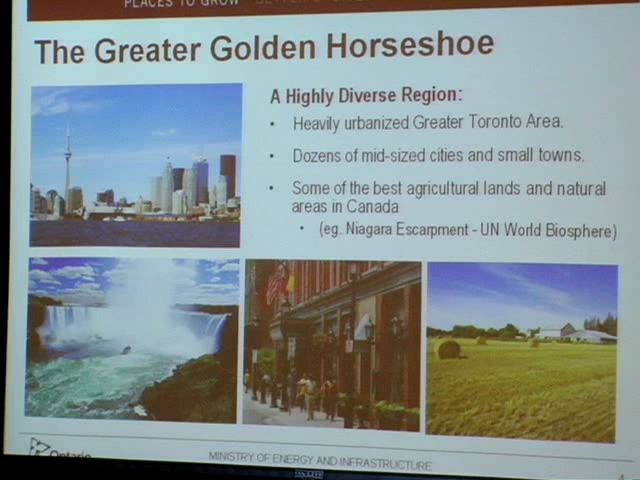 PLACES TO GROW
The Greater Golden Horseshoe
A Highly Diverse Region:
• Heavily urbanized Greater Toronto Area.
• Dozens of mid-sized cities and small towns.
• Some of the best agricultural lands and natural
areas in Canada
• (eg. Niagara Escarpment - UN World Biosphere)
Ontario
MINISTRY OF ENERGY AND INFRASTRUCTURE